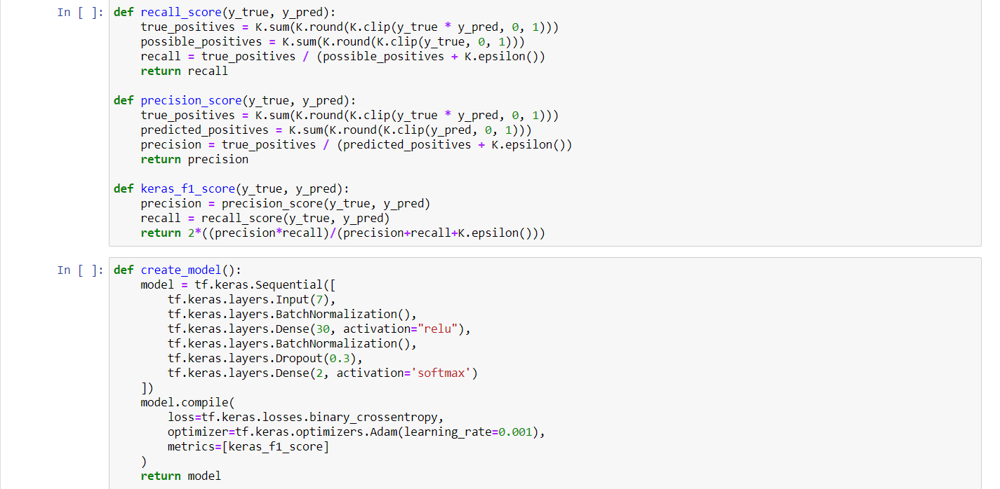 In [ ]: def recall_score(y_true, y_pred):
    true_positives = K.sum(K.round(K.clip(y_true * y_pred, 0, 1)))
    possible_positives = K.sum(K.round(K.clip(y_true, 0, 1)))
    recall = true_positives / (possible_positives + K.epsilon())
    return recall

def precision_score(y_true, y_pred):
    true_positives = K.sum(K.round(K.clip(y_true * y_pred, 0, 1)))
    predicted_positives = K.sum(K.round(K.clip(y_pred, 0, 1)))
    precision = true_positives / (predicted_positives + K.epsilon())
    return precision

def keras_f1_score(y_true, y_pred):
    precision = precision_score(y_true, y_pred)
    recall = recall_score(y_true, y_pred)
    return 2*((precision*recall)/(precision+recall+K.epsilon()))

In [ ]: def create_model():
    model = tf.keras.Sequential([
        tf.keras.layers.Input(7),
        tf.keras.layers.BatchNormalization(),
        tf.keras.layers.Dense(30, activation="relu"),
        tf.keras.layers.BatchNormalization(),
        tf.keras.layers.Dropout(0.3),
        tf.keras.layers.Dense(2, activation='softmax')
    ])
    model.compile(
        loss=tf.keras.losses.binary_crossentropy,
        optimizer=tf.keras.optimizers.Adam(learning_rate=0.001),
        metrics=[keras_f1_score]
    )
    return model